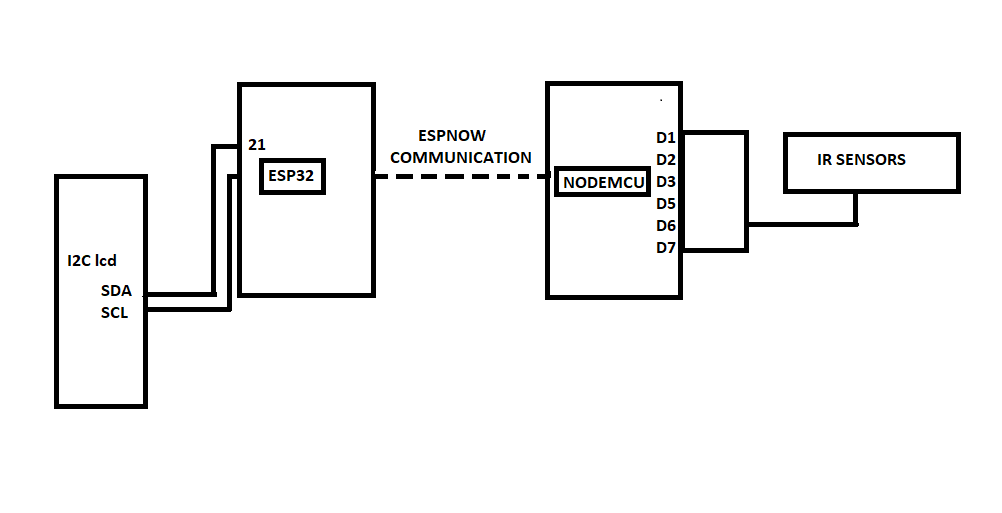 I2C lcd
SDA
SCL
21
ESP32
ESPNOW
COMMUNICATION
NODEMCU
D1
D2
D3
D5
D6
D7
IR SENSORS